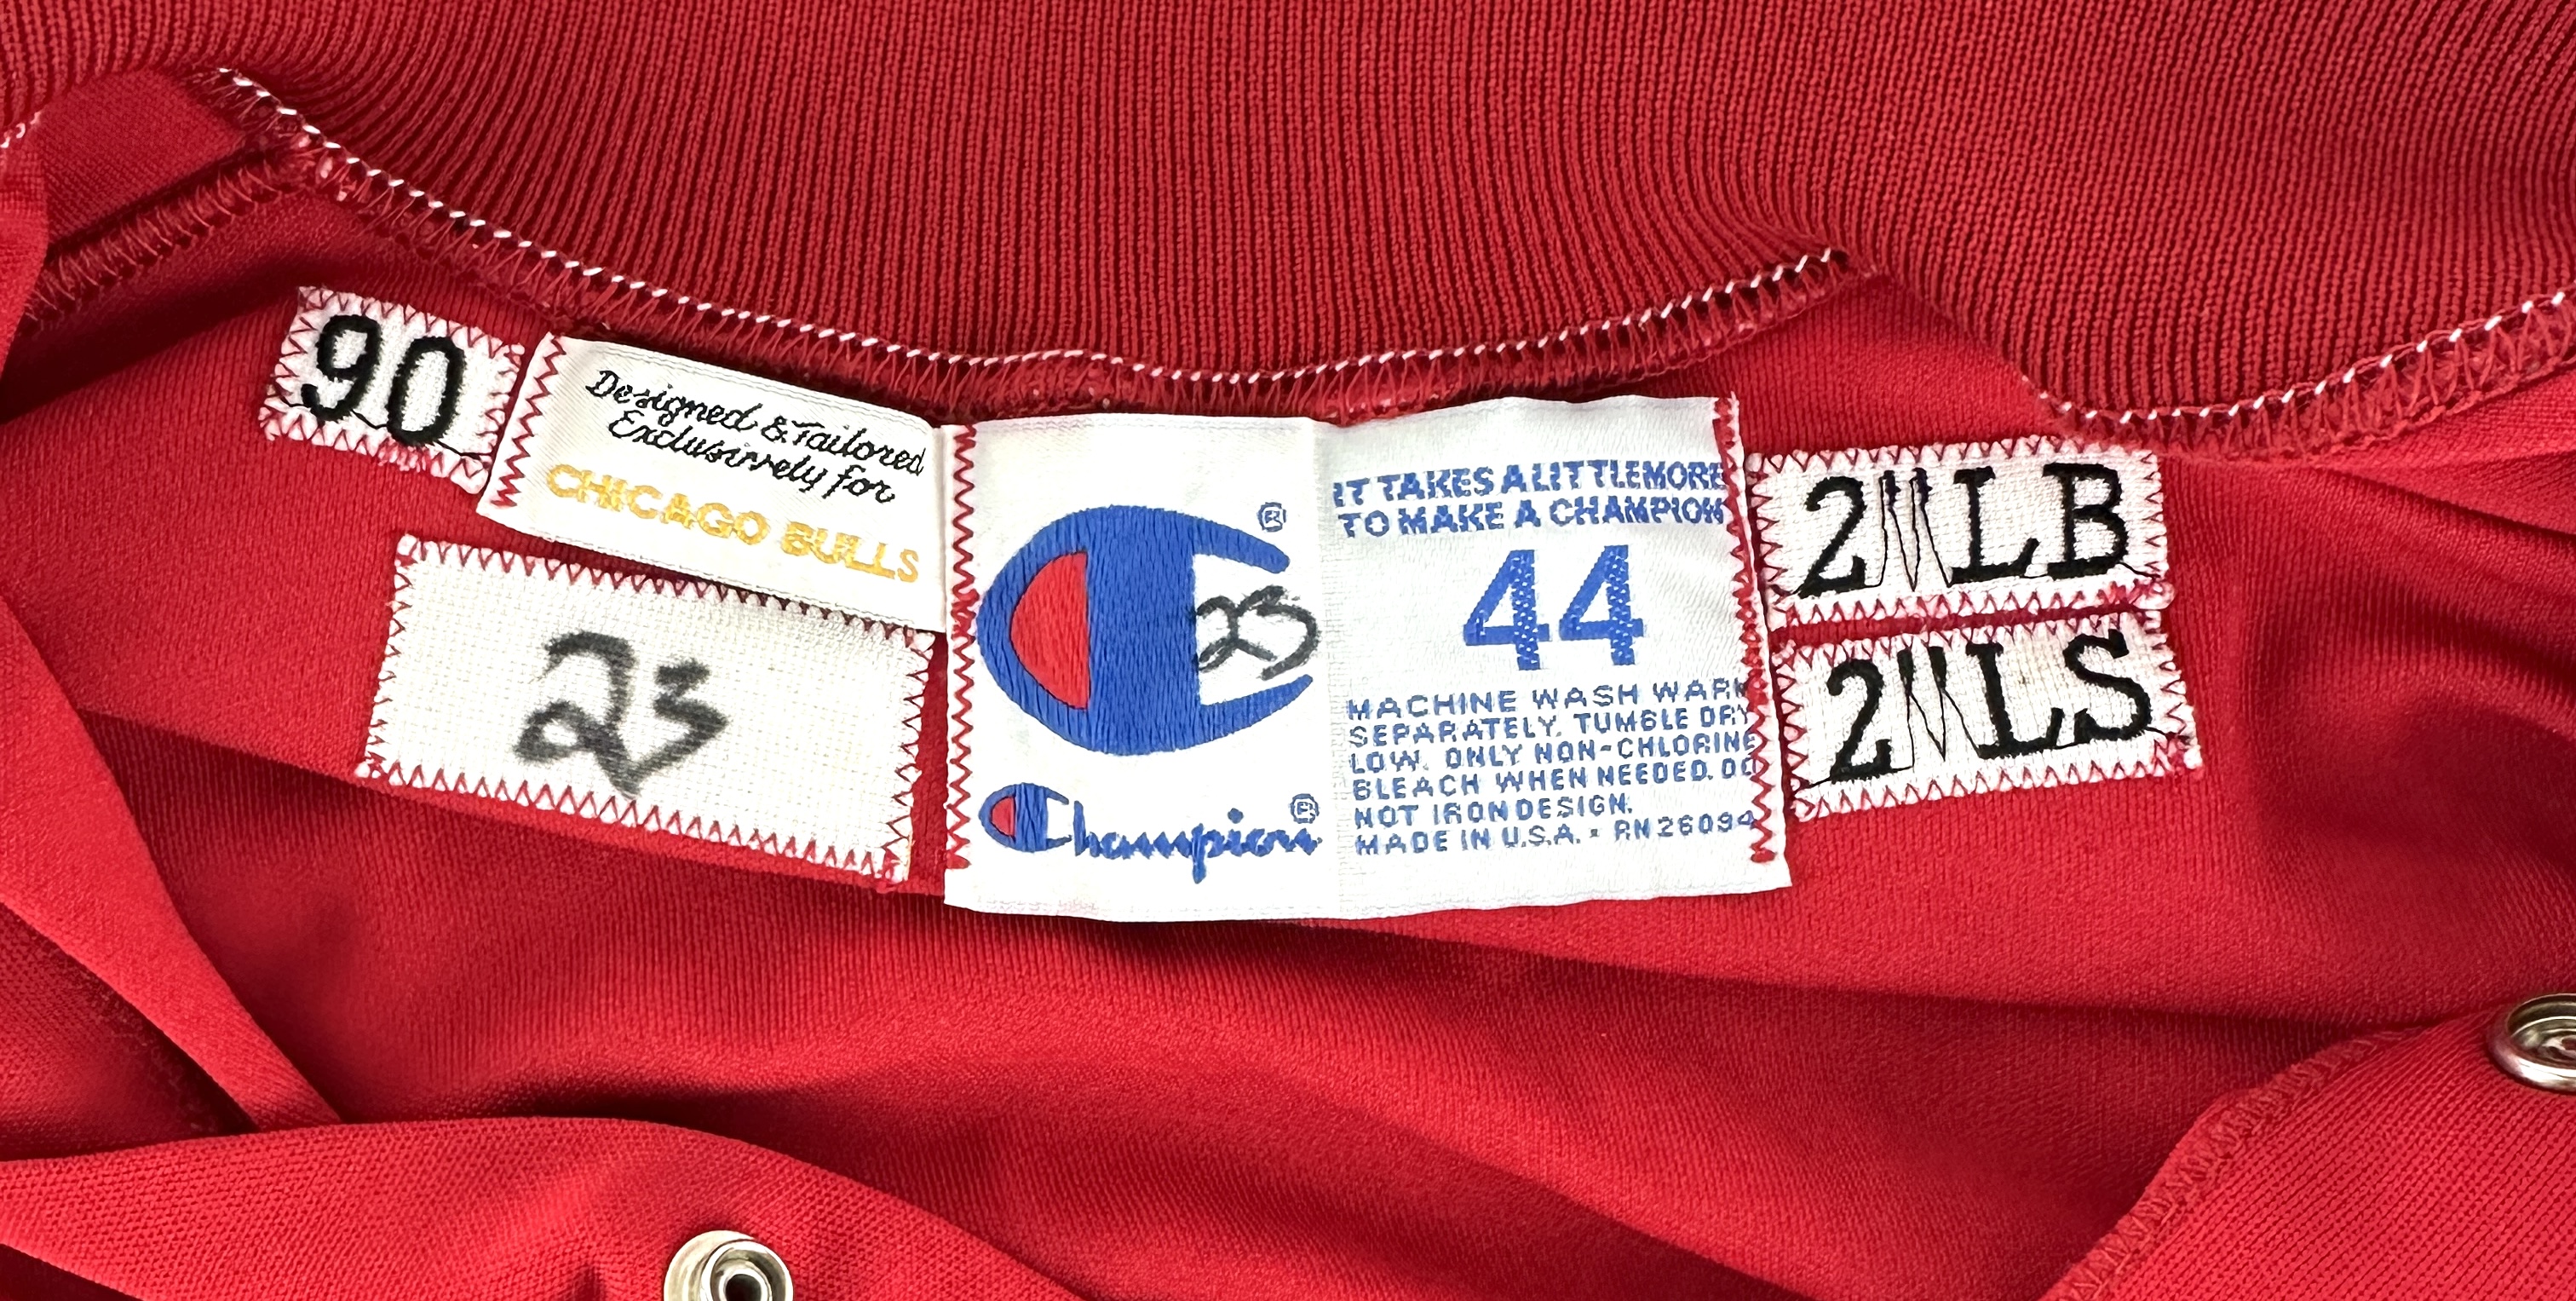 90
Designed & Tailored
Exclusively for
CHICAGO BULLS
23
®
23
Champion®
IT TAKES A LITTLE MORE
TO MAKE A CHAMPION
44
MACHINE WASH WARM
SEPARATELY. TUMBLE DRY
LOW. ONLY NON-CHLORINE
BLEACH WHEN NEEDED. DO
NOT IRON DESIGN.
MADE IN U.S.A. - RN 26094
2" LB
2" LS